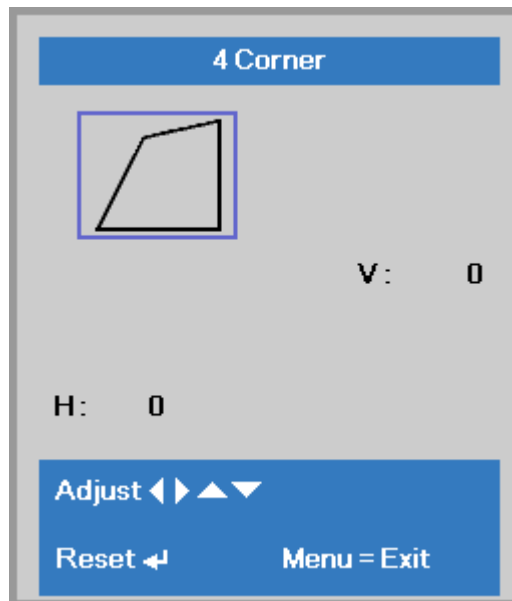 4 Corner
V: 0
H: 0
Adjust ◀ ▶ ▲ ▼
Reset ↵ Menu = Exit